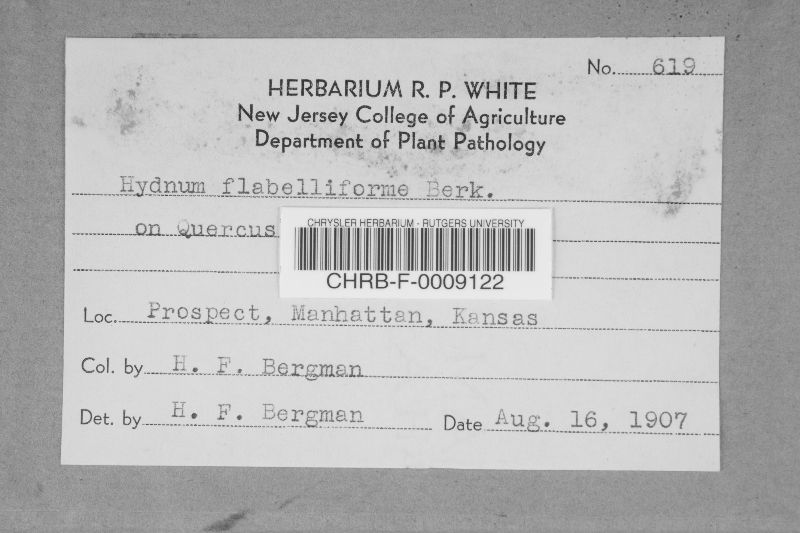 No. 619
HERBARIUM R. P. WHITE
New Jersey College of Agriculture
Department of Plant Pathology
Hydnum flabelliforme Berk.
on Quercus
CHRYSLER HERBARIUM - RUTGERS UNIVERSITY
CHRB-F-0009122
Loc. Prospect, Manhattan, Kansas
Col. by H. F. Bergman
Det. by H. F. Bergman Date Aug. 16, 1907